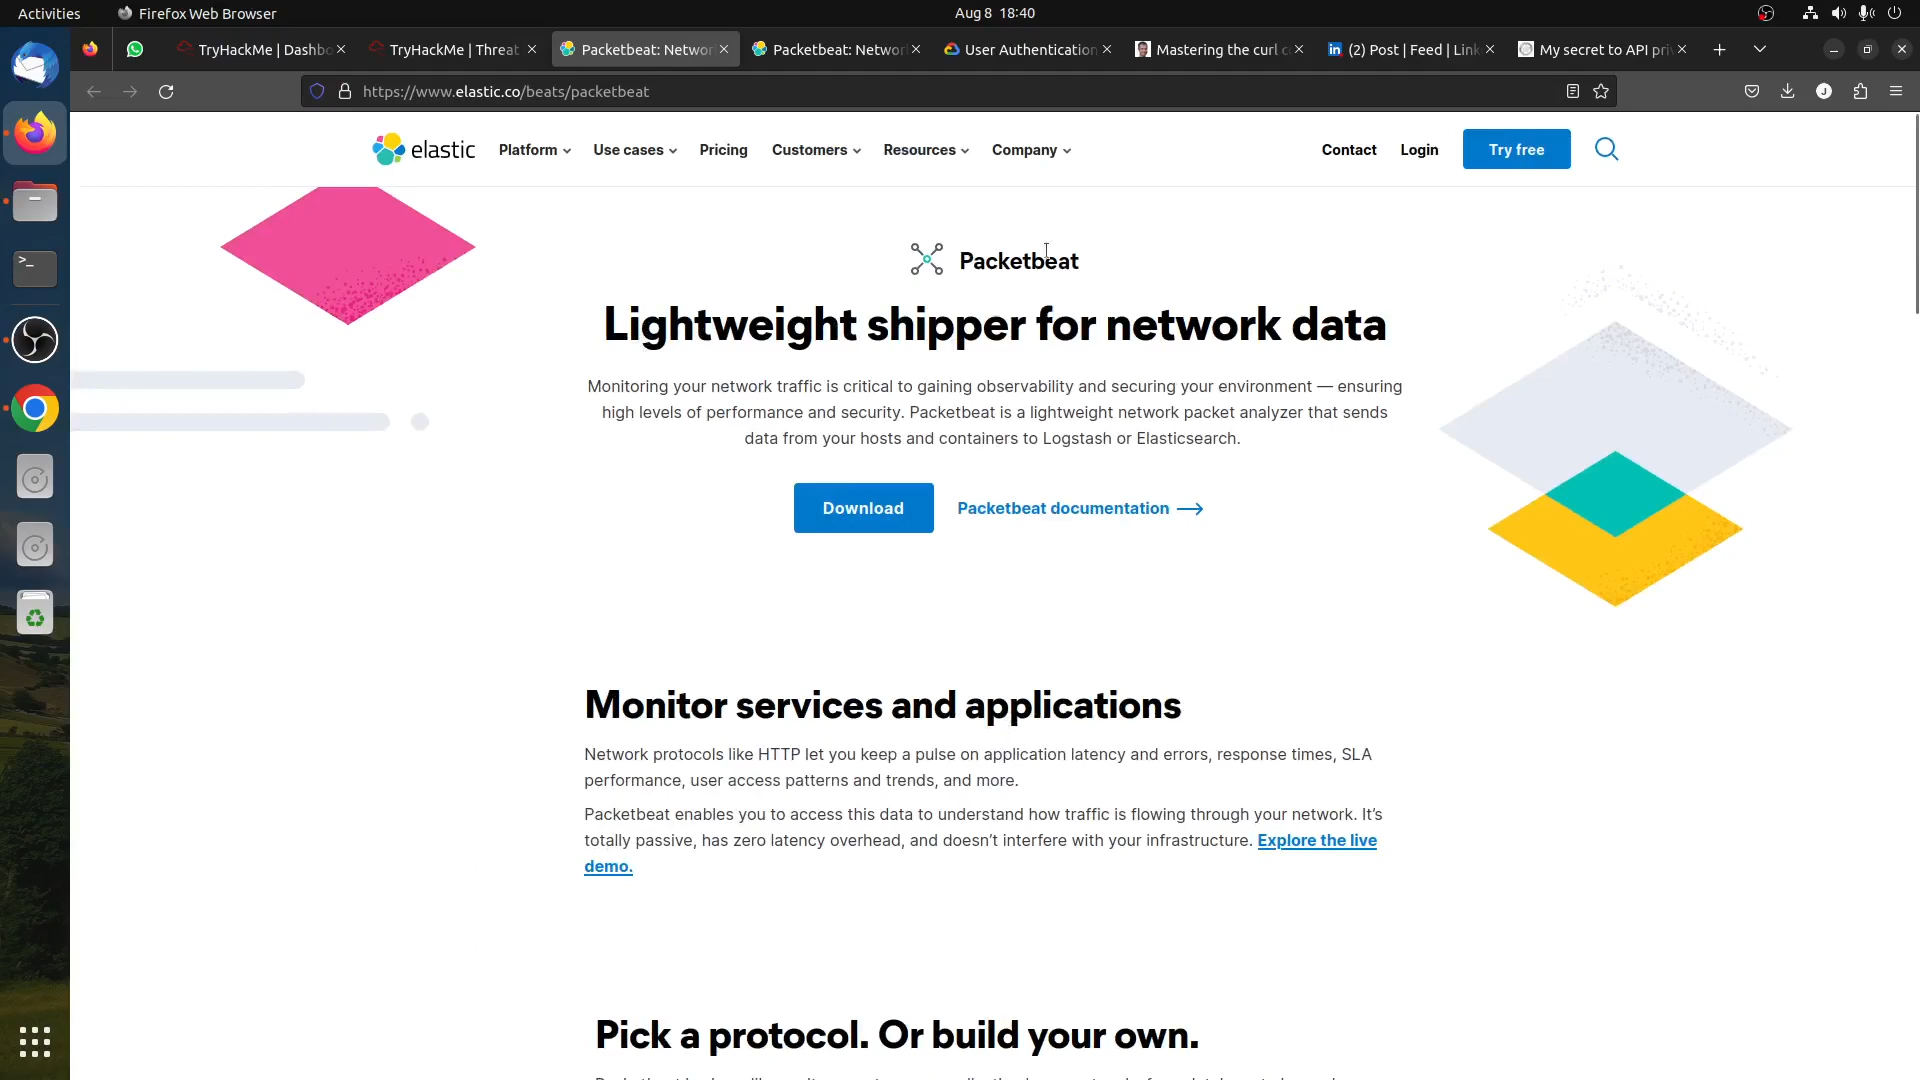 Activities
Firefox Web Browser
Aug 8 18:40
TryHackMe | Dashbo
TryHackMe | Threat
Packetbeat: Networ
Packetbeat: Networ
User Authentication
Mastering the curl c
(2) Post | Feed | Link
My secret to API pri
https://www.elastic.co/beats/packetbeat
elastic
Platform
Use cases
Pricing
Customers
Resources
Company
Contact
Login
Try free
Packetbeat
Lightweight shipper for network data
Monitoring your network traffic is critical to gaining observability and securing your environment — ensuring
high levels of performance and security. Packetbeat is a lightweight network packet analyzer that sends
data from your hosts and containers to Logstash or Elasticsearch.
Download
Packetbeat documentation
Monitor services and applications
Network protocols like HTTP let you keep a pulse on application latency and errors, response times, SLA
performance, user access patterns and trends, and more.
Packetbeat enables you to access this data to understand how traffic is flowing through your network. It’s
totally passive, has zero latency overhead, and doesn’t interfere with your infrastructure. Explore the live
demo.
Pick a protocol. Or build your own.